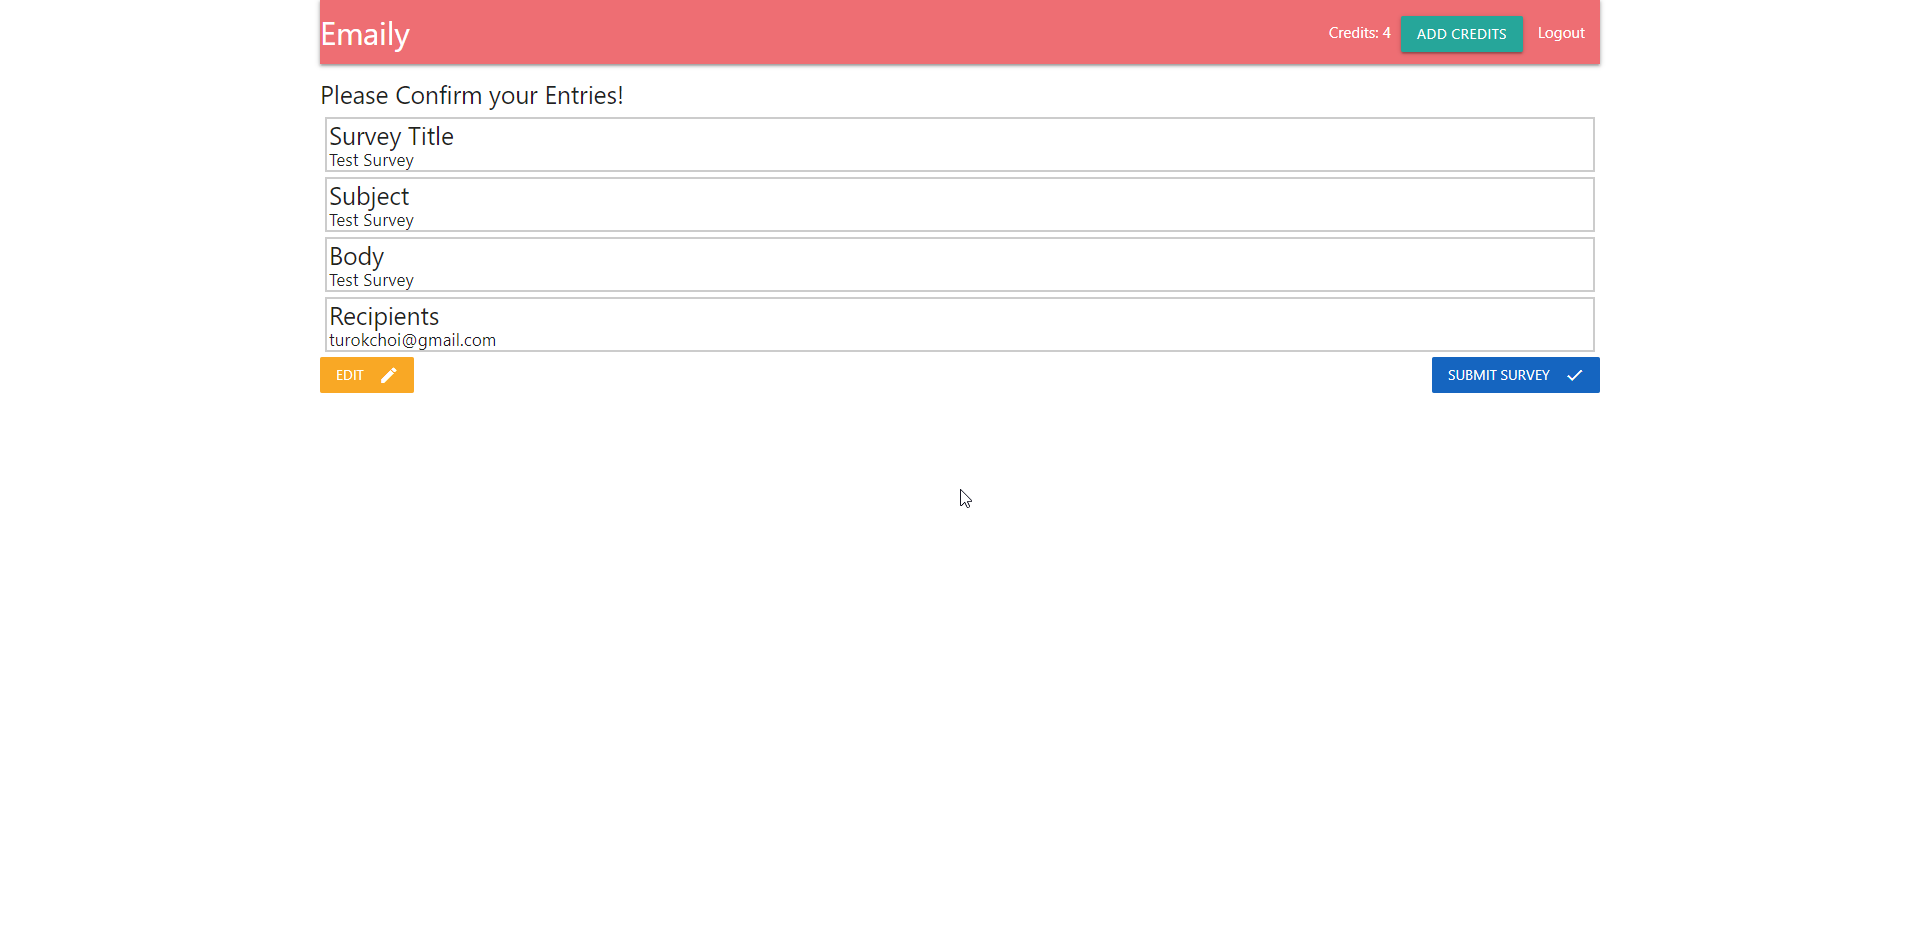 Emaily
Credits: 4
ADD CREDITS
Logout
Please Confirm your Entries!
Survey Title
Test Survey
Subject
Test Survey
Body
Test Survey
Recipients
turokchoi@gmail.com
EDIT
SUBMIT SURVEY